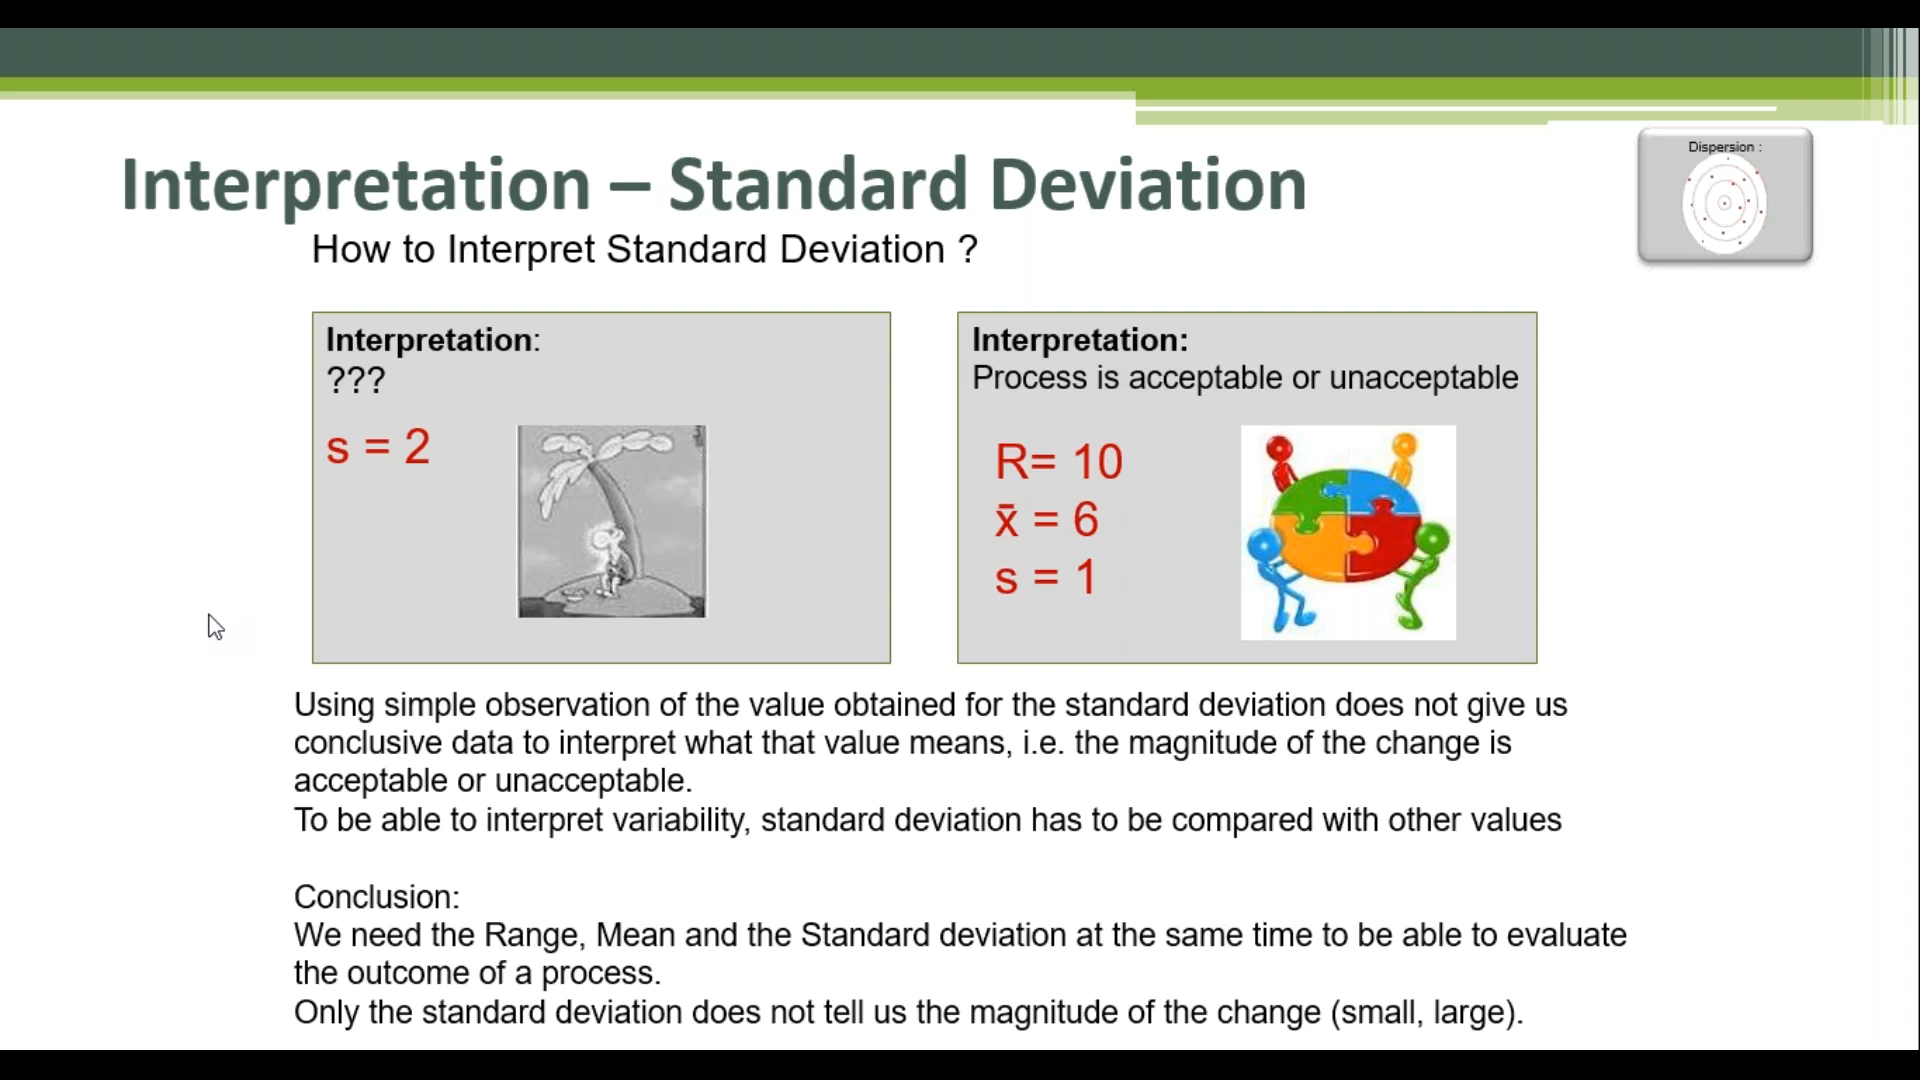 Dispersion :
Interpretation – Standard Deviation
How to Interpret Standard Deviation ?
Interpretation:
???
s = 2
Interpretation:
Process is acceptable or unacceptable
R= 10
x̄ = 6
s = 1
Using simple observation of the value obtained for the standard deviation does not give us
conclusive data to interpret what that value means, i.e. the magnitude of the change is
acceptable or unacceptable.
To be able to interpret variability, standard deviation has to be compared with other values
Conclusion:
We need the Range, Mean and the Standard deviation at the same time to be able to evaluate
the outcome of a process.
Only the standard deviation does not tell us the magnitude of the change (small, large).